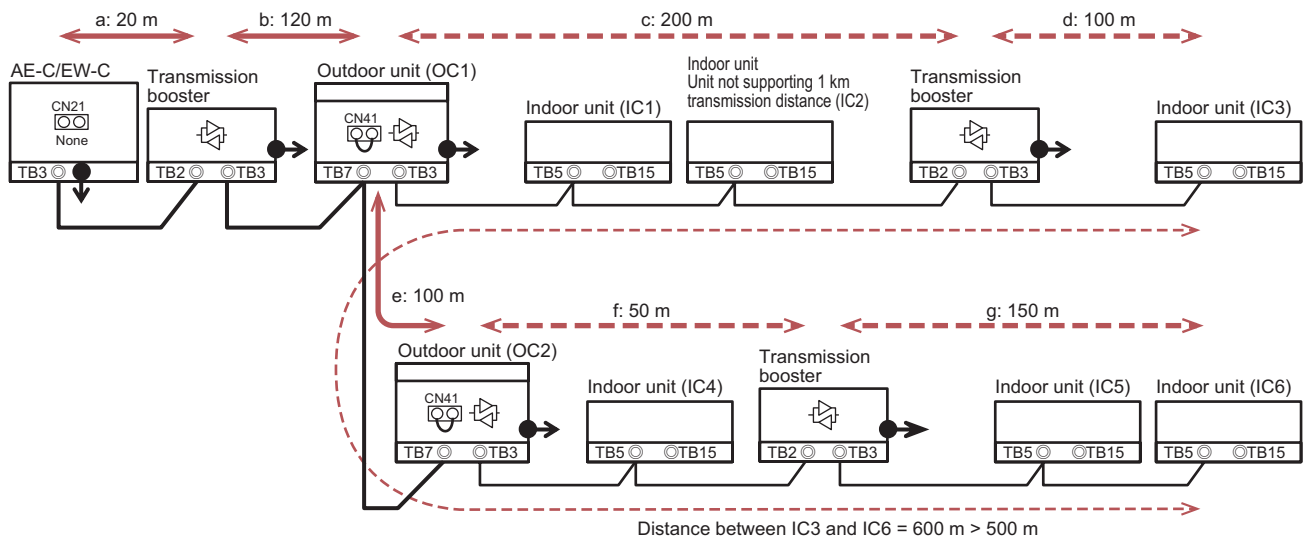 a: 20 m
b: 120 m
c: 200 m
d: 100 m
AE-C/EW-C
CN21
None
TB3
Transmission
booster
TB2
TB3
Outdoor unit (OC1)
CN41
TB7
TB3
Indoor unit (IC1)
TB5
TB15
Indoor unit
Unit not supporting 1 km
transmission distance (IC2)
TB5
TB15
Transmission
booster
TB2
TB3
Indoor unit (IC3)
TB5
TB15
e: 100 m
f: 50 m
g: 150 m
Outdoor unit (OC2)
CN41
TB7
TB3
Indoor unit (IC4)
TB5
TB15
Transmission
booster
TB2
TB3
Indoor unit (IC5)
TB5
TB15
Indoor unit (IC6)
TB5
TB15
Distance between IC3 and IC6 = 600 m > 500 m